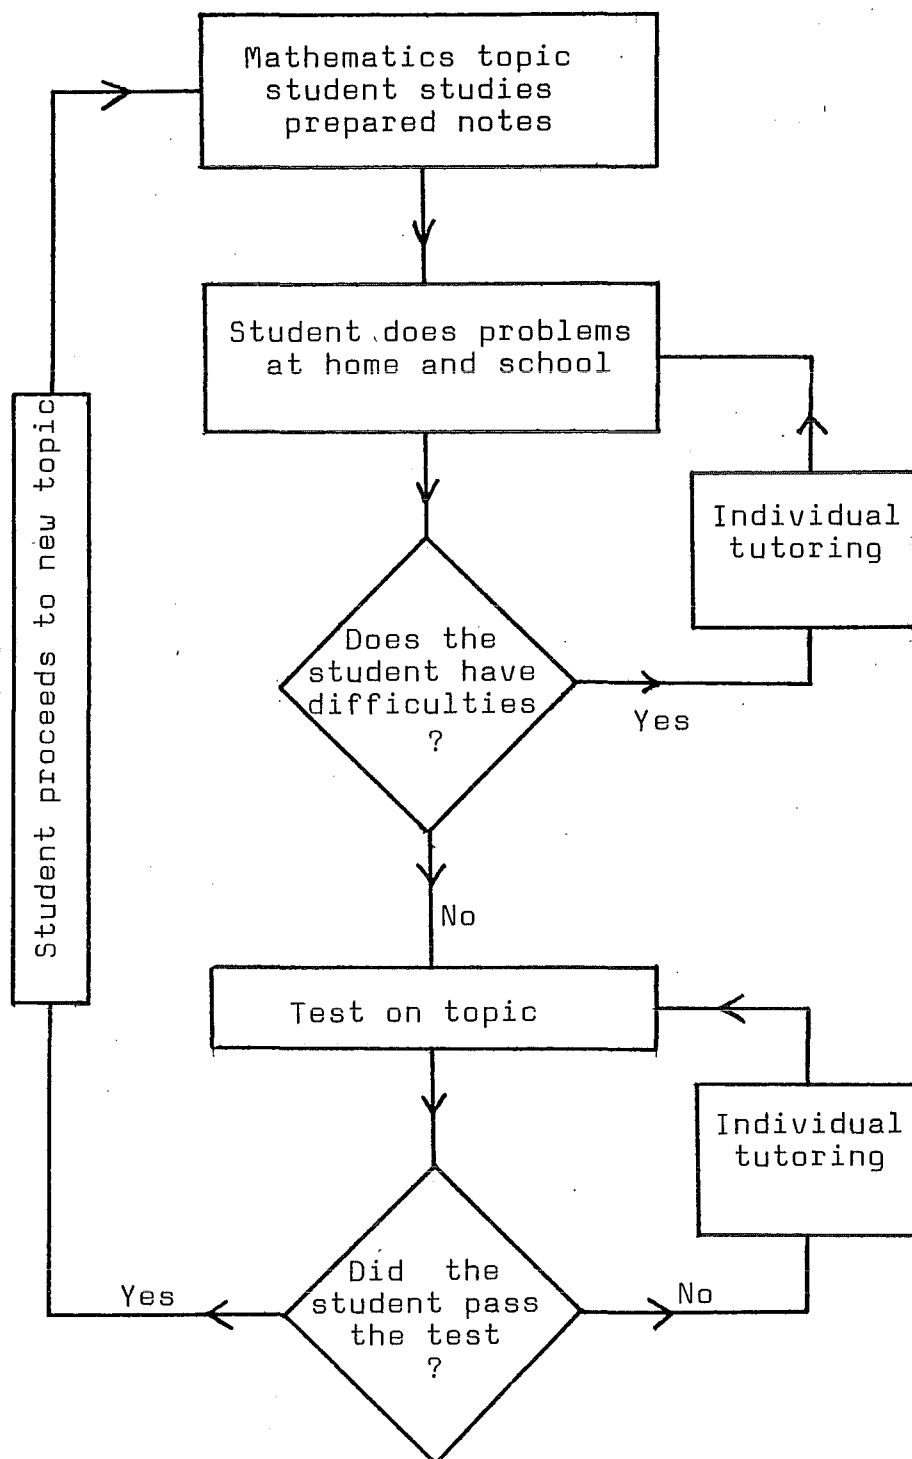 Mathematics topic
student studies
prepared notes
Student does problems
at home and school
Individual
tutoring
Does the
student have
difficulties
?
Yes
No
Student proceeds to new topic
Test on topic
Individual
tutoring
Did the
student pass
the test
?
Yes
No